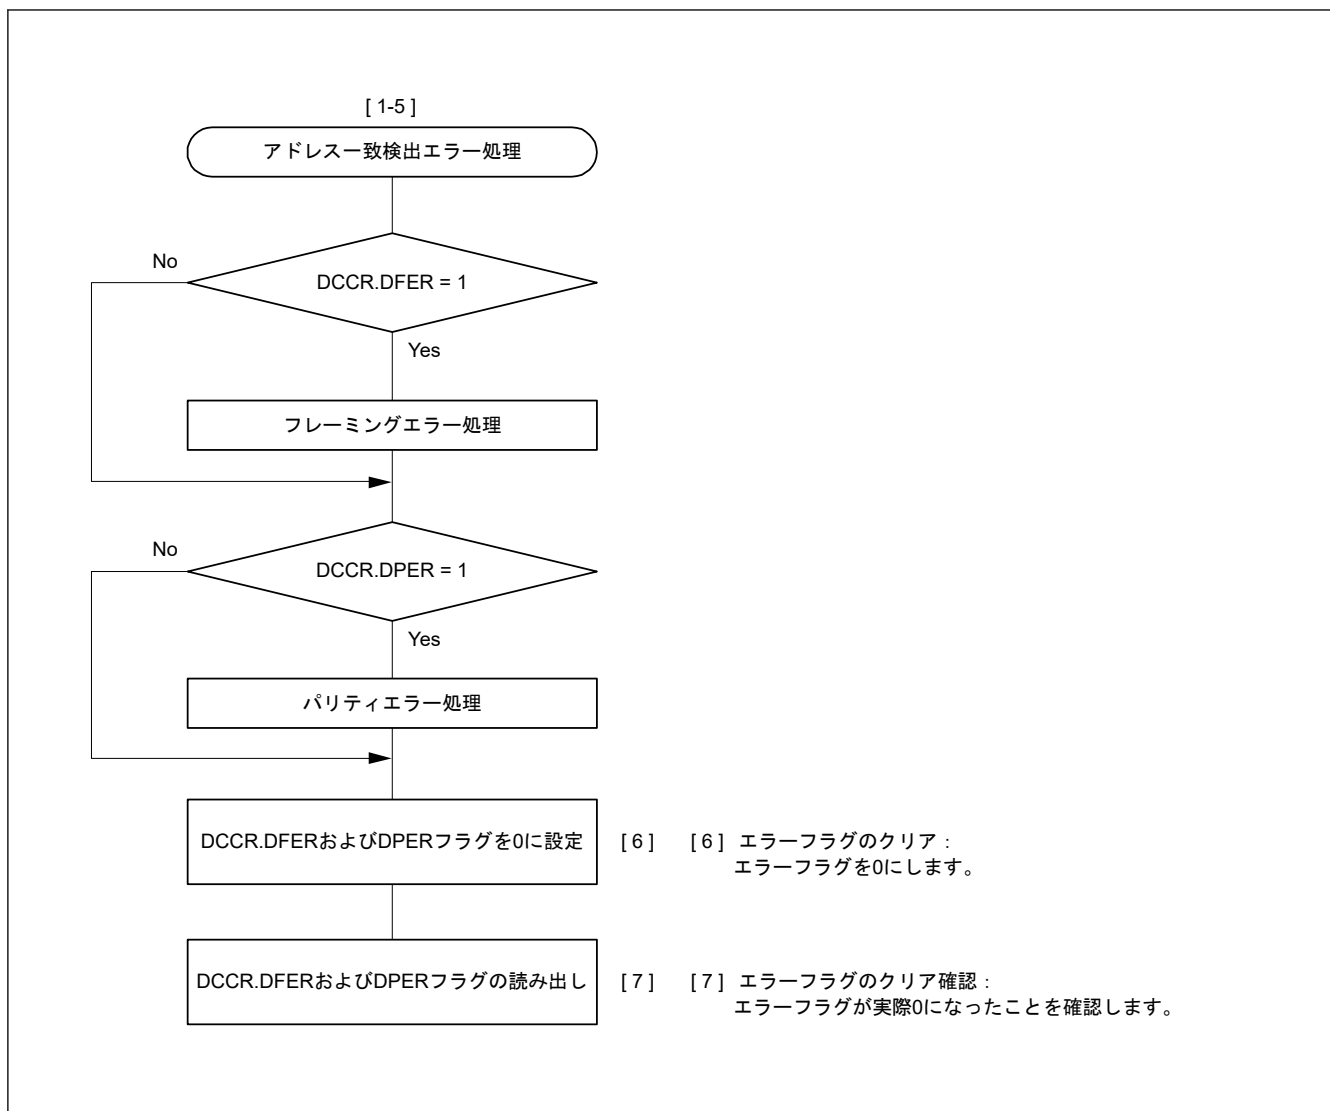 [ 1-5 ]
アドレス一致検出エラー処理
No
DCCR.DFER = 1
Yes
フレーミングエラー処理
No
DCCR.DPER = 1
Yes
パリティエラー処理
DCCR.DFERおよびDPERフラグを0に設定
[ 6 ]
[ 6 ] エラーフラグのクリア：
エラーフラグを0にします。
DCCR.DFERおよびDPERフラグの読み出し
[ 7 ]
[ 7 ] エラーフラグのクリア確認：
エラーフラグが実際0になったことを確認します。